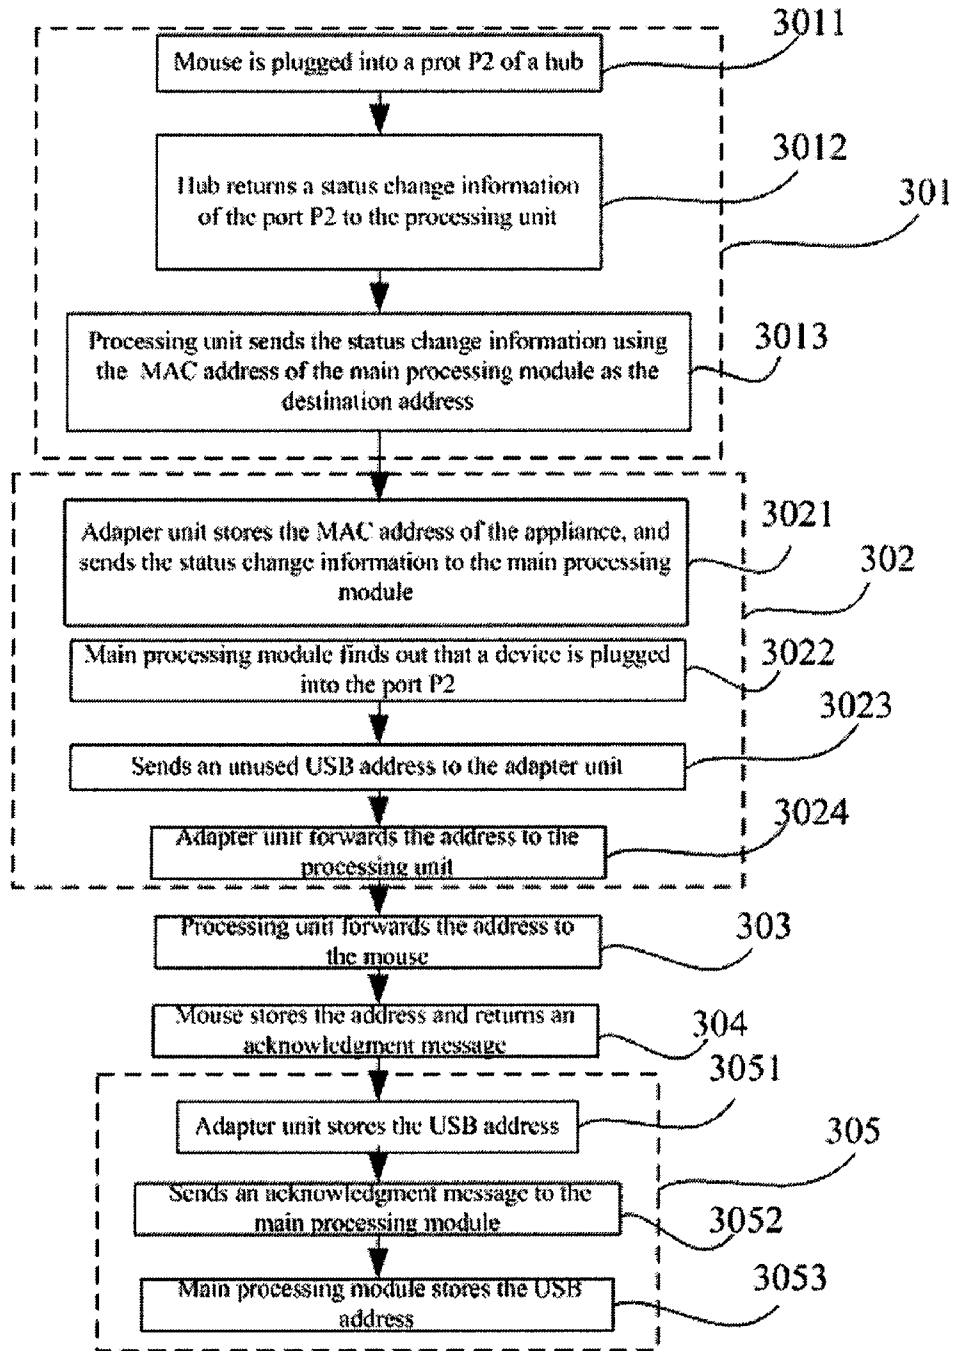 3011
Mouse is plugged into a prot P2 of a hub
3012
Hub returns a status change information
of the port P2 to the processing unit
301
Processing unit sends the status change information using
the MAC address of the main processing module as the
destination address
3013
Adapter unit stores the MAC address of the appliance, and
sends the status change information to the main processing
module
3021
302
Main processing module finds out that a device is plugged
into the port P2
3022
3023
Sends an unused USB address to the adapter unit
3024
Adapter unit forwards the address to the
processing unit
Processing unit forwards the address to
the mouse
303
Mouse stores the address and returns an
acknowledgment message
304
3051
Adapter unit stores the USB address
305
Sends an acknowledgment message to the
main processing module
3052
Main processing module stores the USB
address
3053